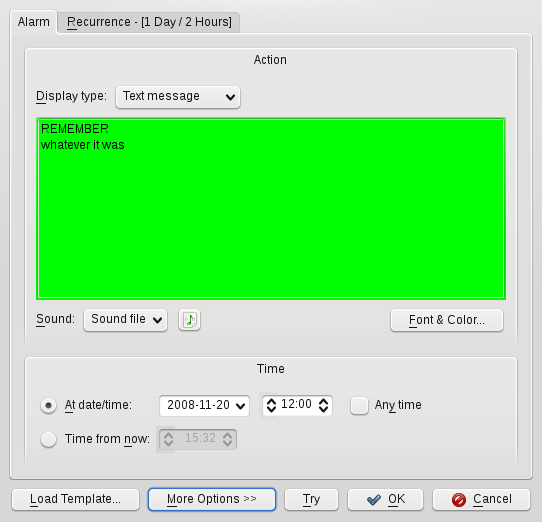 Alarm
Recurrence - [1 Day / 2 Hours]
Action
Display type: Text message
REMEMBER
whatever it was
Sound: Sound file
Font & Color...
Time
At date/time: 2008-11-20 12:00 Any time
Time from now: 15:32
Load Template... More Options >> Try OK Cancel